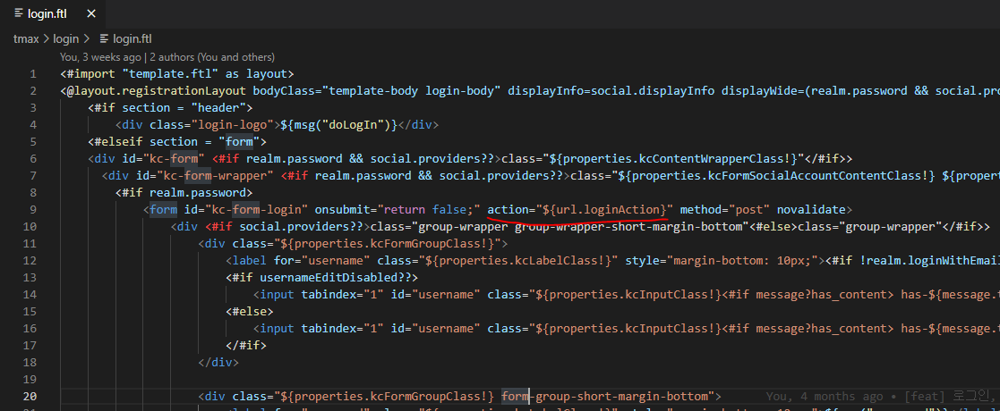 login.ftl
tmax > login > login.ftl
You, 3 weeks ago | 2 authors (You and others)
1 <#import "template.ftl" as layout>
2 <@layout.registrationLayout bodyClass="template-body login-body" displayInfo=social.displayInfo displayWide=(realm.password && social.pro
3 <#if section = "header">
4 <div class="login-logo">${msg("doLogIn")}</div>
5 <#elseif section = "form">
6 <div id="kc-form" <#if realm.password && social.providers??>class="${properties.kcContentWrapperClass!}"</#if>>
7 <div id="kc-form-wrapper" <#if realm.password && social.providers??>class="${properties.kcFormSocialAccountContentClass!} ${prope
8 <#if realm.password>
9 <form id="kc-form-login" onsubmit="return false;" action="${url.loginAction}" method="post" novalidate>
10 <div <#if social.providers??>class="group-wrapper group-wrapper-short-margin-bottom"<#else>class="group-wrapper"</#if>>
11 <div class="${properties.kcFormGroupClass!}">
12 <label for="username" class="${properties.kcLabelClass!}" style="margin-bottom: 10px;"><#if !realm.loginWithEmail
13 <#if usernameEditDisabled??>
14 <input tabindex="1" id="username" class="${properties.kcInputClass!}<#if message?has_content> has-${message.t
15 <#else>
16 <input tabindex="1" id="username" class="${properties.kcInputClass!}<#if message?has_content> has-${message.t
17 </#if>
18 </div>
19
20 <div class="${properties.kcFormGroupClass!} form-group-short-margin-bottom"> You, 4 months ago • [feat] 로그인,